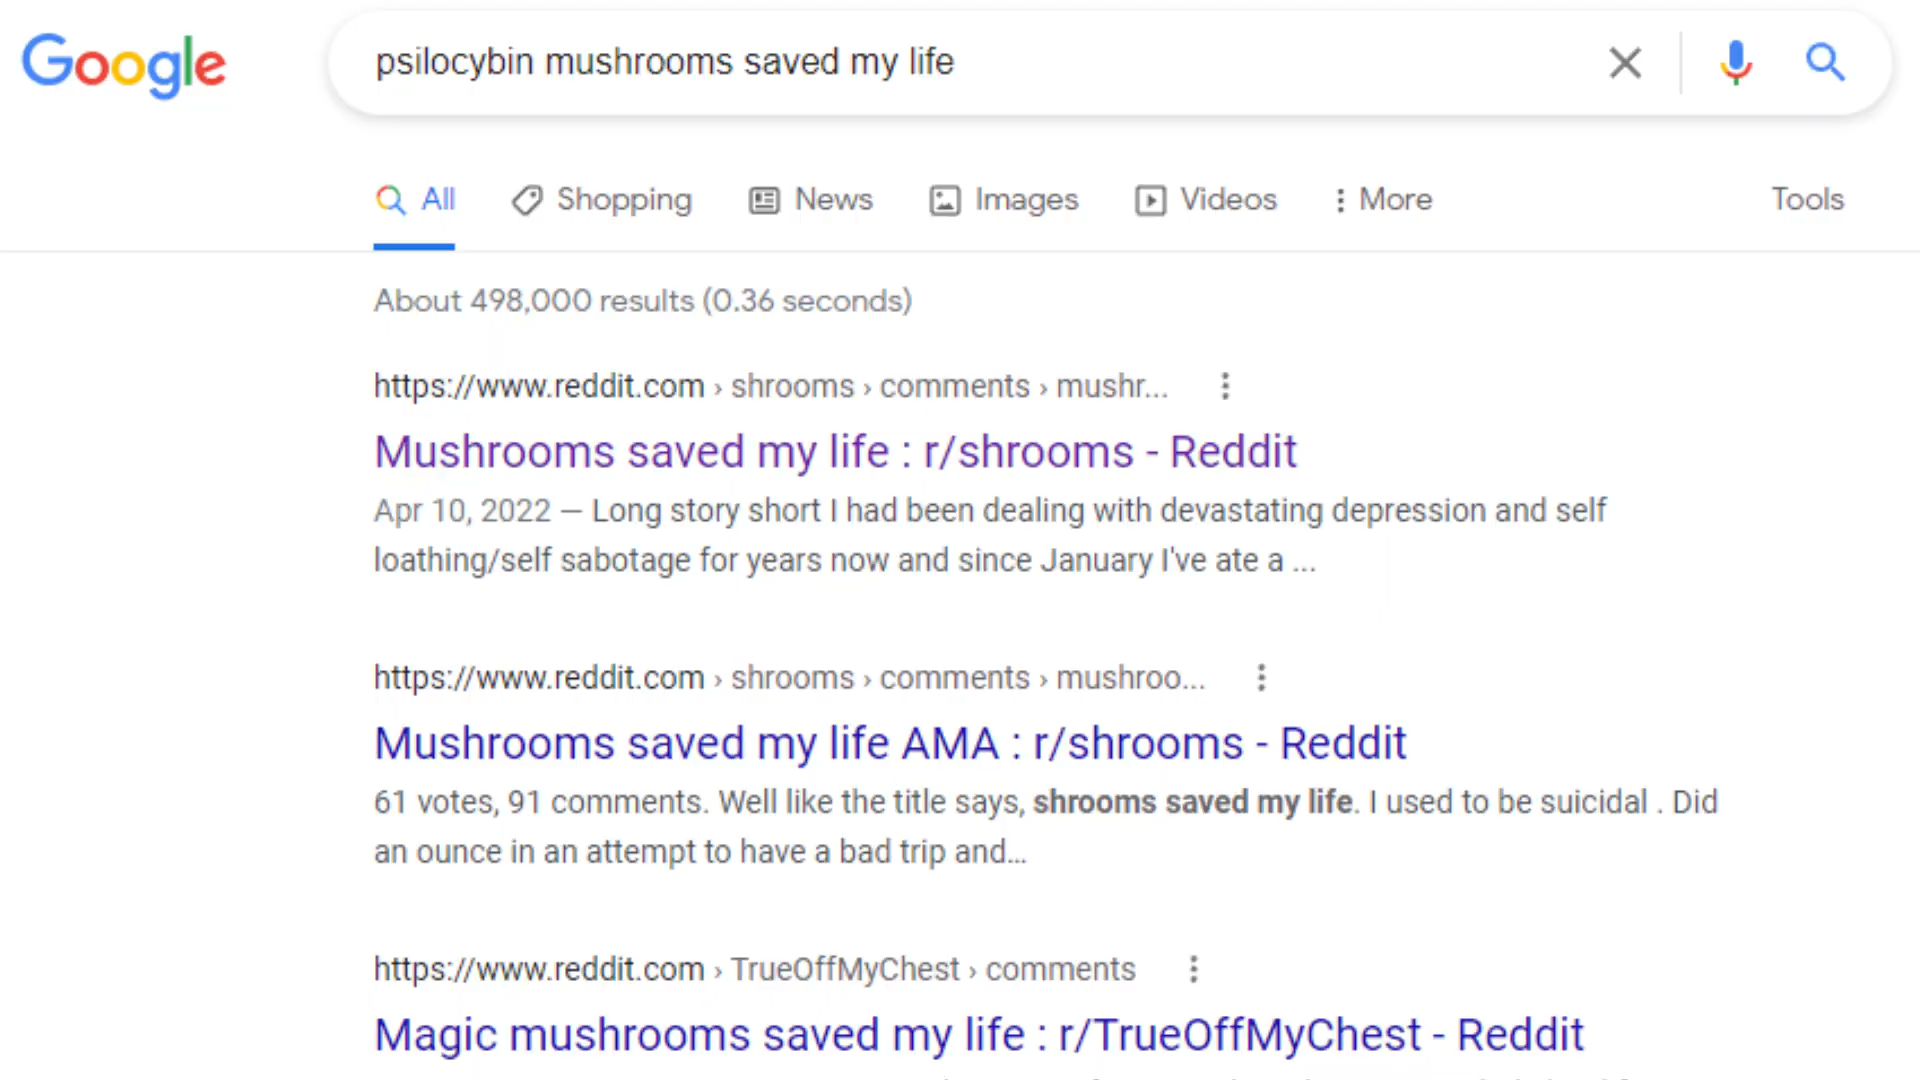 Google
psilocybin mushrooms saved my life
All Shopping News Images Videos More Tools
About 498,000 results (0.36 seconds)
https://www.reddit.com › shrooms › comments › mushr...
Mushrooms saved my life : r/shrooms - Reddit
Apr 10, 2022 — Long story short I had been dealing with devastating depression and self
loathing/self sabotage for years now and since January I've ate a ...
https://www.reddit.com › shrooms › comments › mushroo...
Mushrooms saved my life AMA : r/shrooms - Reddit
61 votes, 91 comments. Well like the title says, shrooms saved my life. I used to be suicidal . Did
an ounce in an attempt to have a bad trip and...
https://www.reddit.com › TrueOffMyChest › comments
Magic mushrooms saved my life : r/TrueOffMyChest - Reddit